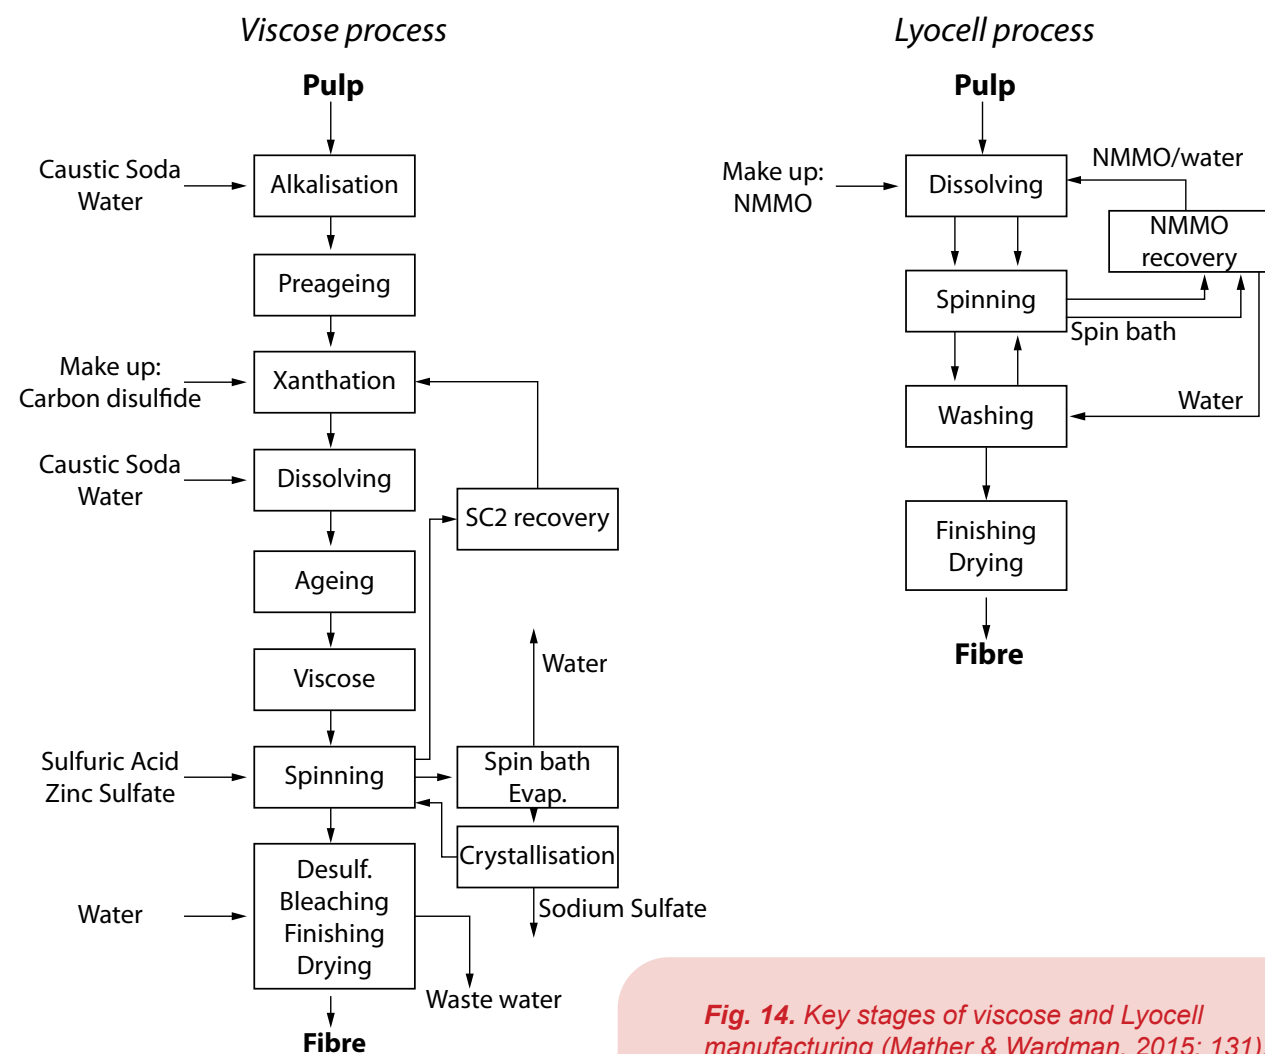 Viscose process
Pulp
Caustic Soda
Water
Alkalisation
Preageing
Make up:
Carbon disulfide
Xanthation
Caustic Soda
Water
Dissolving
SC2 recovery
Ageing
Viscose
Water
Sulfuric Acid
Zinc Sulfate
Spinning
Spin bath
Evap.
Crystallisation
Sodium Sulfate
Water
Desulf.
Bleaching
Finishing
Drying
Waste water
Fibre
Lyocell process
Pulp
Make up:
NMMO
Dissolving
NMMO/water
NMMO
recovery
Spinning
Spin bath
Washing
Water
Finishing
Drying
Fibre
Fig. 14. Key stages of viscose and Lyocell
manufacturing (Mather & Wardman, 2015: 131)